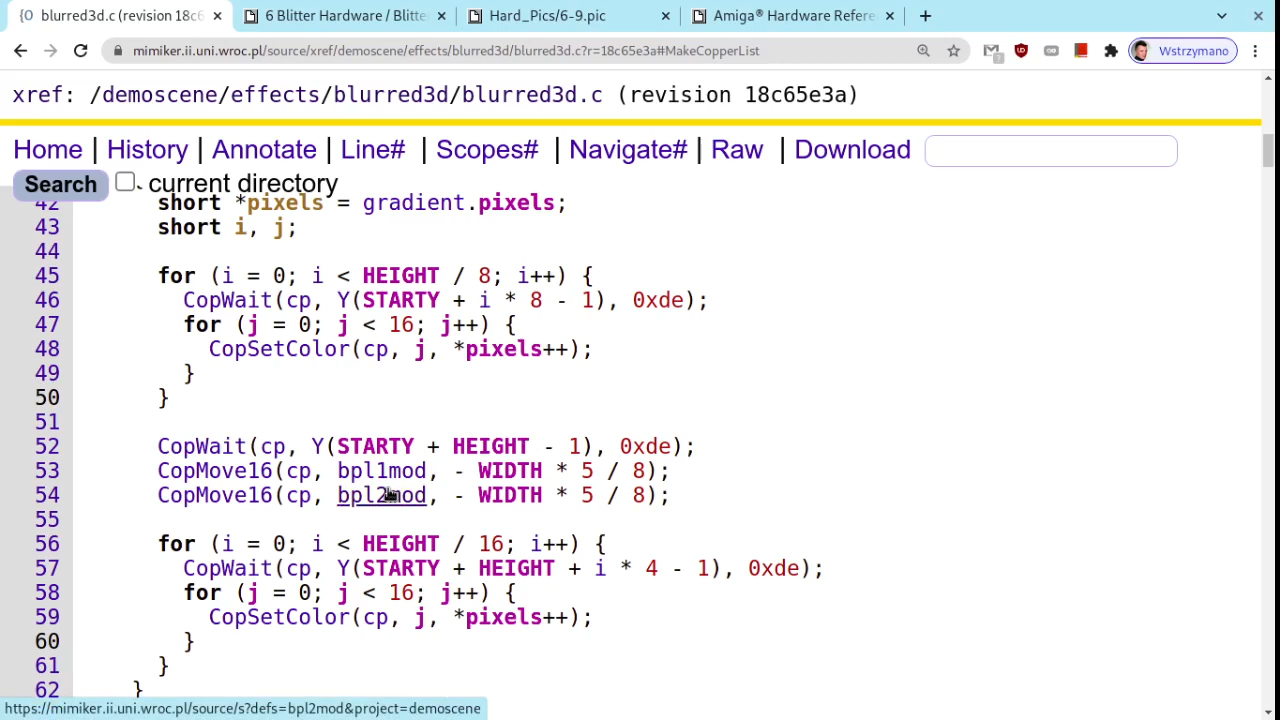 blurred3d.c (revision 18c6
6 Blitter Hardware / Blitte
Hard_Pics/6-9.pic
Amiga® Hardware Refere
mimiker.ii.uni.wroc.pl/source/xref/demoscene/effects/blurred3d/blurred3d.c?r=18c65e3a#MakeCopperList
Wstrzymano
xref: /demoscene/effects/blurred3d/blurred3d.c (revision 18c65e3a)
Home | History | Annotate | Line# | Scopes# | Navigate# | Raw | Download
Search current directory
42 short *pixels = gradient.pixels;
43 short i, j;
44
45 for (i = 0; i < HEIGHT / 8; i++) {
46 CopWait(cp, Y(STARTY + i * 8 - 1), 0xde);
47 for (j = 0; j < 16; j++) {
48 CopSetColor(cp, j, *pixels++);
49 }
50 }
51
52 CopWait(cp, Y(STARTY + HEIGHT - 1), 0xde);
53 CopMove16(cp, bpl1mod, - WIDTH * 5 / 8);
54 CopMove16(cp, bpl2mod, - WIDTH * 5 / 8);
55
56 for (i = 0; i < HEIGHT / 16; i++) {
57 CopWait(cp, Y(STARTY + HEIGHT + i * 4 - 1), 0xde);
58 for (j = 0; j < 16; j++) {
59 CopSetColor(cp, j, *pixels++);
60 }
61 }
62 }
https://mimiker.ii.uni.wroc.pl/source/s?defs=bpl2mod&project=demoscene